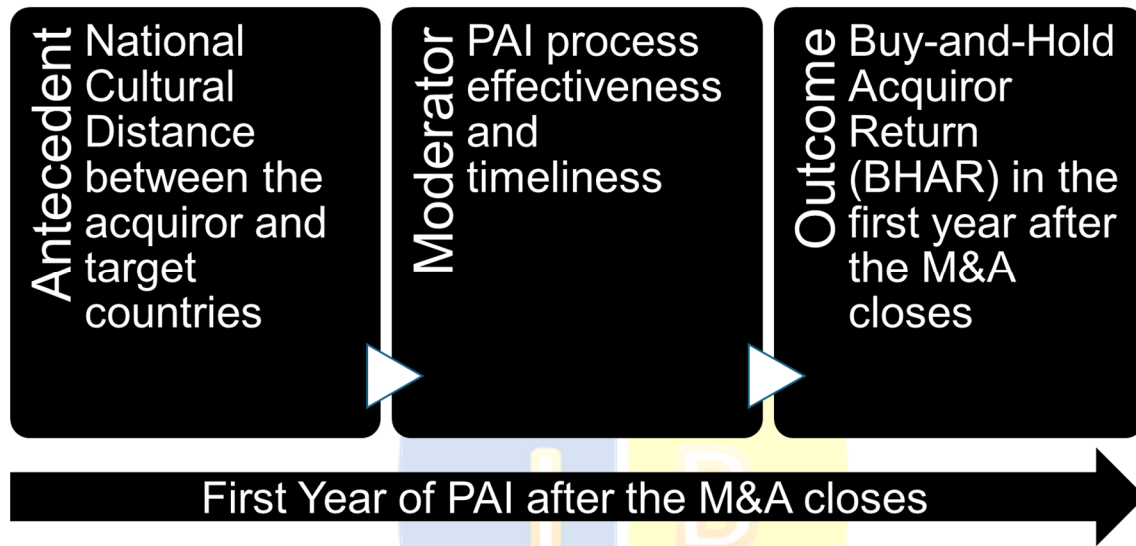 Antecedent
National
Cultural
Distance
between the
acquiror and
target
countries
Moderator
PAI process
effectiveness
and
timeliness
Outcome
Buy-and-Hold
Acquiror
Return
(BHAR) in the
first year after
the M&A
closes
First Year of PAI after the M&A closes
I B